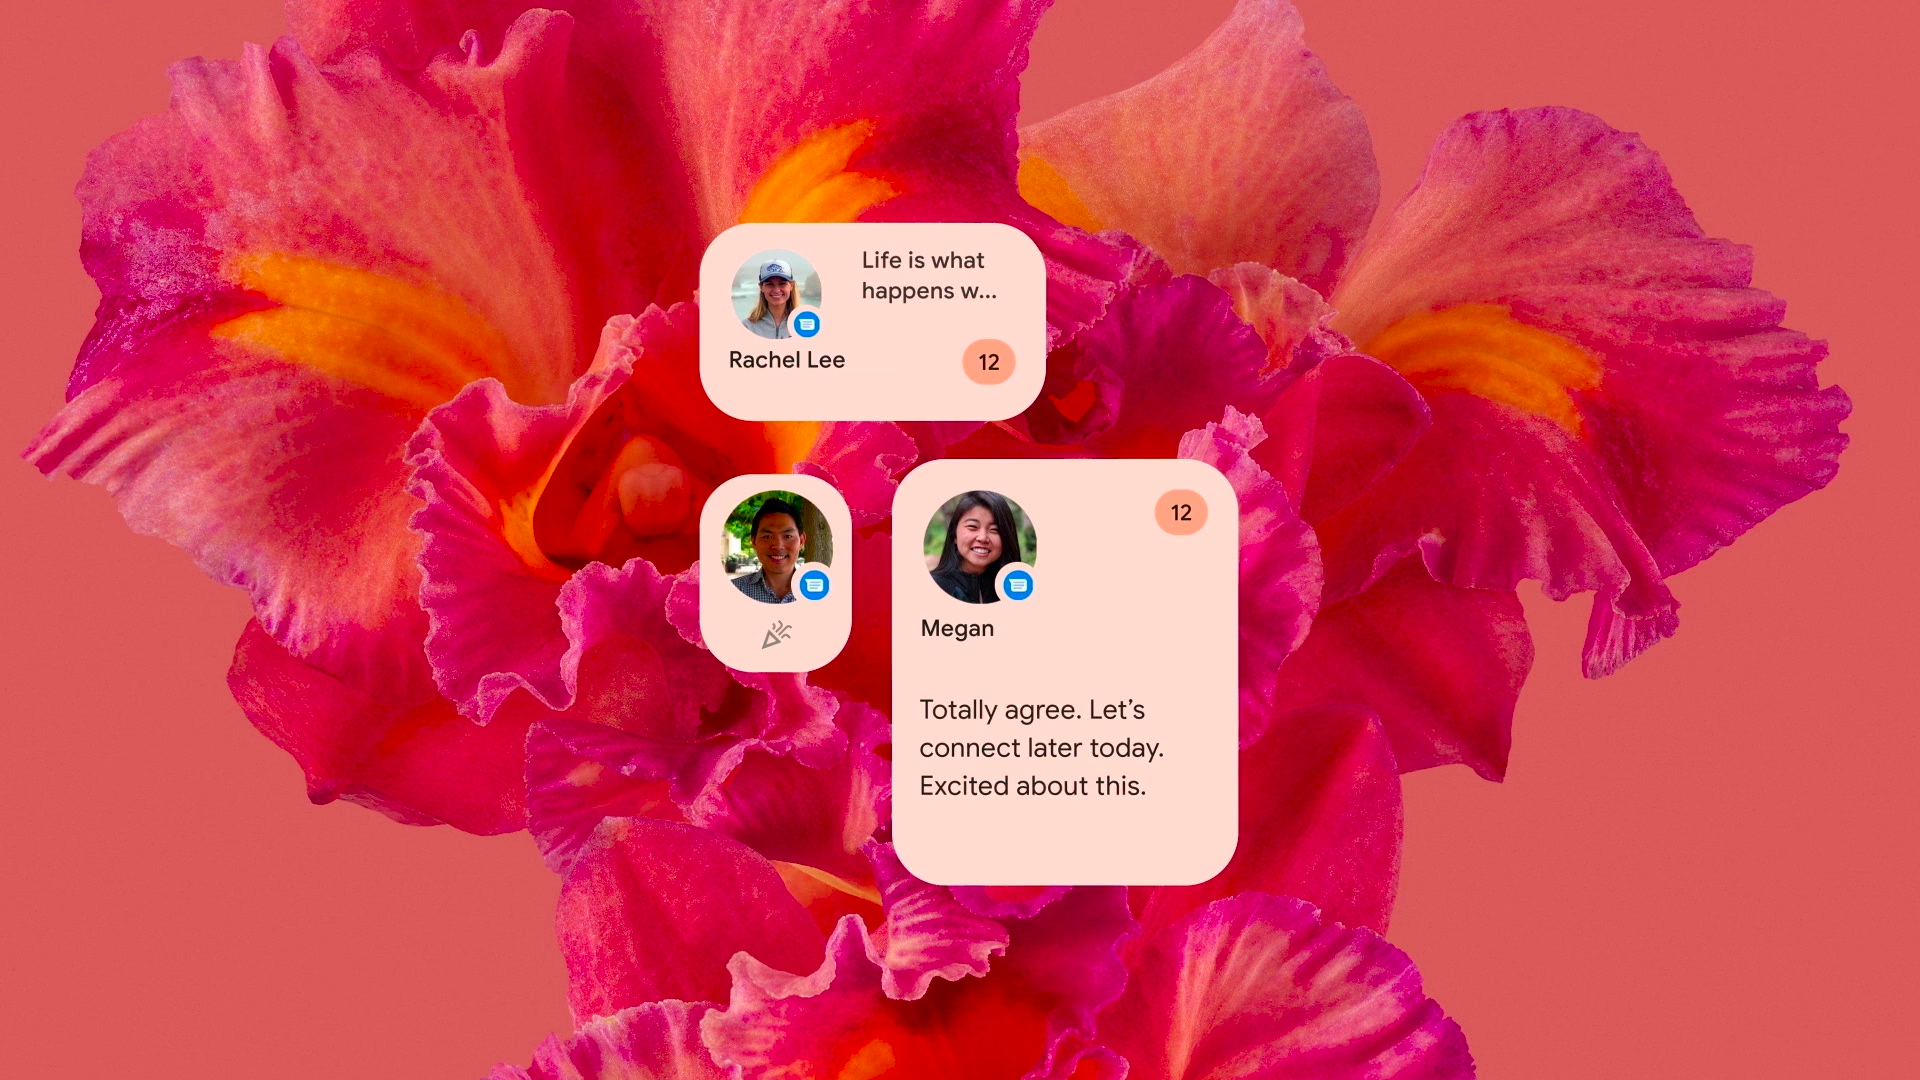 Life is what
happens w...
Rachel Lee
12
12
Megan
Totally agree. Let’s
connect later today.
Excited about this.